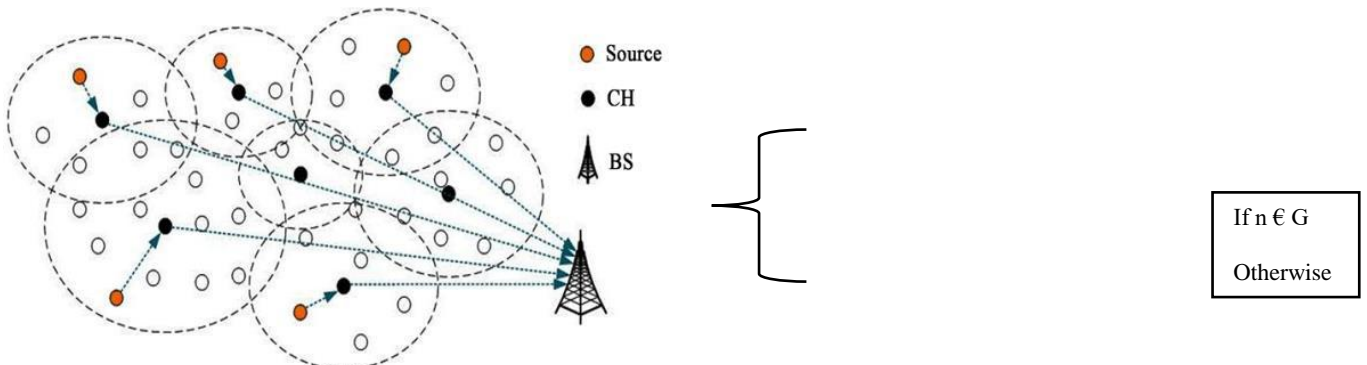 Source
CH
BS
If n € G
Otherwise